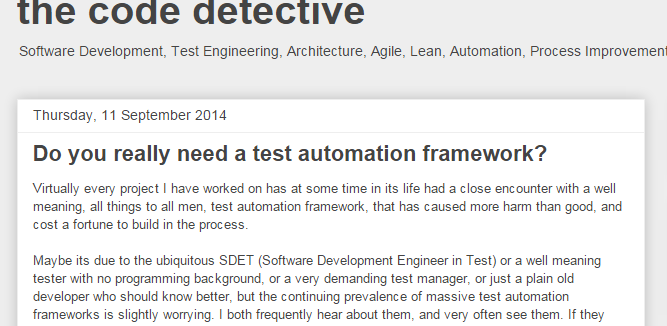 the code detective
Software Development, Test Engineering, Architecture, Agile, Lean, Automation, Process Improvement
Thursday, 11 September 2014
Do you really need a test automation framework?
Virtually every project I have worked on has at some time in its life had a close encounter with a well
meaning, all things to all men, test automation framework, that has caused more harm than good, and
cost a fortune to build in the process.
Maybe its due to the ubiquitous SDET (Software Development Engineer in Test) or a well meaning
tester with no programming background, or a very demanding test manager, or just a plain old
developer who should know better, but the continuing prevalence of massive test automation
frameworks is slightly worrying. I both frequently hear about them, and very often see them. If they